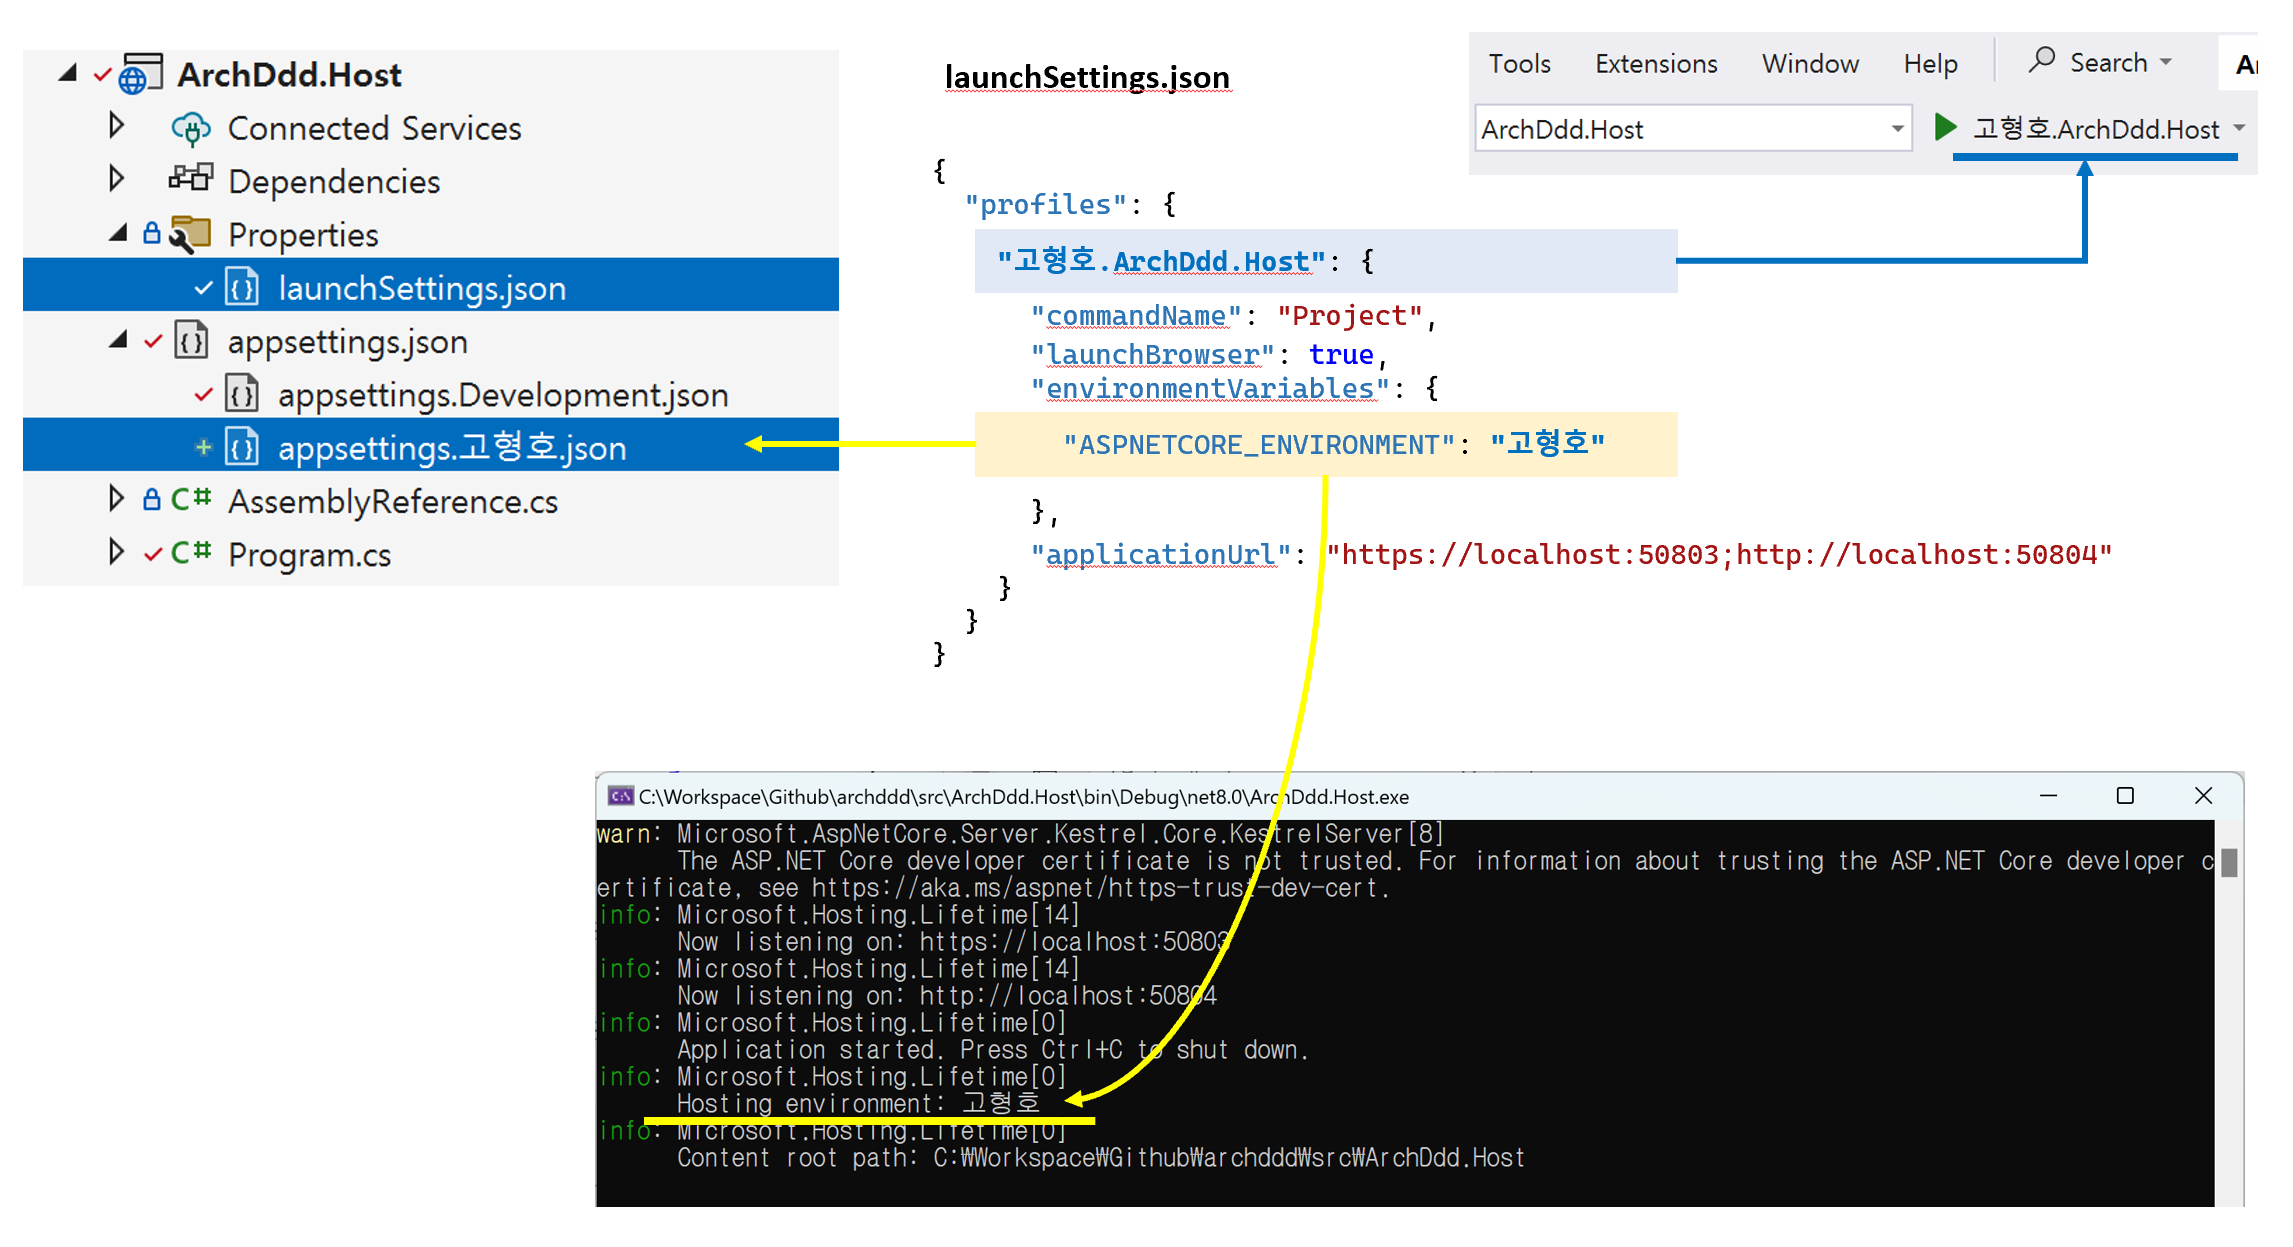 ArchDdd.Host
Connected Services
Dependencies
Properties
launchSettings.json
appsettings.json
appsettings.Development.json
appsettings.고형호.json
C# AssemblyReference.cs
C# Program.cs
launchSettings.json
{
"profiles": {
"고형호.ArchDdd.Host": {
"commandName": "Project",
"launchBrowser": true,
"environmentVariables": {
"ASPNETCORE_ENVIRONMENT": "고형호"
},
"applicationUrl": "https://localhost:50803;http://localhost:50804"
}
}
}
Tools Extensions Window Help Search
ArchDdd.Host 고형호.ArchDdd.Host
C:\Workspace\Github\archddd\src\ArchDdd.Host\bin\Debug\net8.0\ArchDdd.Host.exe
warn: Microsoft.AspNetCore.Server.Kestrel.Core.KestrelServer[8]
The ASP.NET Core developer certificate is not trusted. For information about trusting the ASP.NET Core developer c
ertificate, see https://aka.ms/aspnet/https-trust-dev-cert.
info: Microsoft.Hosting.Lifetime[14]
Now listening on: https://localhost:50803
info: Microsoft.Hosting.Lifetime[14]
Now listening on: http://localhost:50804
info: Microsoft.Hosting.Lifetime[0]
Application started. Press Ctrl+C to shut down.
info: Microsoft.Hosting.Lifetime[0]
Hosting environment: 고형호
info: Microsoft.Hosting.Lifetime[0]
Content root path: C:₩Workspace₩Github₩archddd₩src₩ArchDdd.Host